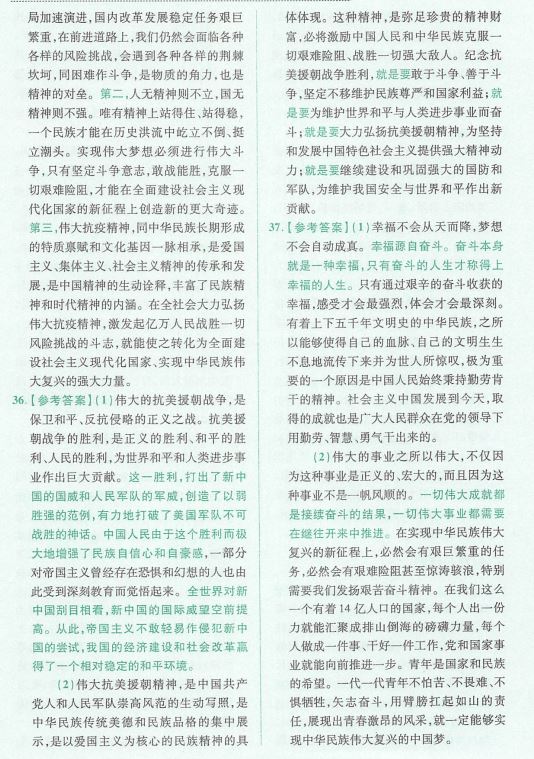 局加速演进,国内改革发展稳定任务艰巨
繁重,在前进道路上,我们仍然会面临各种
各样的风险挑战,会遇到各种各样的荆棘
坎坷,同困难作斗争,是物质的角力,也是
精神的对垒。第二,人无精神则不立,国无
精神则不强。唯有精神上站得住、站得稳,
一个民族才能在历史洪流中屹立不倒、挺
立潮头。实现伟大梦想必须进行伟大斗
争,只有坚定斗争意志,敢战能胜,克服一
切艰难险阻,才能在全面建设社会主义现
代化国家的新征程上创造新的更大奇迹。
第三,伟大抗疫精神,同中华民族长期形成
的特质禀赋和文化基因一脉相承,是爱国
主义、集体主义、社会主义精神的传承和发
展,是中国精神的生动诠释,丰富了民族精
神和时代精神的内涵。在全社会大力弘扬
伟大抗疫精神,激发起亿万人民战胜一切
风险挑战的斗志,就能使之转化为全面建
设社会主义现代化国家、实现中华民族伟
大复兴的强大力量。
36.【参考答案】(1)伟大的抗美援朝战争,是
保卫和平、反抗侵略的正义之战。抗美援
朝战争的胜利,是正义的胜利、和平的胜
利、人民的胜利,为世界和平和人类进步事
业作出巨大贡献。这一胜利,打出了新中
国的国威和人民军队的军威,创造了以弱
胜强的范例,有力地打破了美国军队不可
战胜的神话。中国人民由于这个胜利而极
大地增强了民族自信心和自豪感,一部分
对帝国主义曾经存在恐惧和幻想的人也由
此受到深刻教育而觉悟起来。全世界对新
中国刮目相看,新中国的国际威望空前提
高。从此,帝国主义不敢轻易作侵犯新中
国的尝试,我国的经济建设和社会改革赢
得了一个相对稳定的和平环境。
(2)伟大抗美援朝精神,是中国共产
党人和人民军队崇高风范的生动写照,是
中华民族传统美德和民族品格的集中展
示,是以爱国主义为核心的民族精神的具
体体现。这种精神,是弥足珍贵的精神财
富,必将激励中国人民和中华民族克服一
切艰难险阻、战胜一切强大敌人。纪念抗
美援朝战争胜利,就是要敢于斗争、善于斗
争,坚定不移维护民族尊严和国家利益;就
是要为维护世界和平与人类进步事业而奋
斗;就是要大力弘扬抗美援朝精神,为坚持
和发展中国特色社会主义提供强大精神动
力;就是要继续建设和巩固强大的国防和
军队,为维护我国安全与世界和平作出新
贡献。
37.【参考答案】(1)幸福不会从天而降,梦想
不会自动成真。幸福源自奋斗。奋斗本身
就是一种幸福,只有奋斗的人生才称得上
幸福的人生。只有通过艰辛的奋斗收获的
幸福,感受才会最强烈,体会才会最深刻。
有着上下五千年文明史的中华民族,之所
以能够使得自己的血脉、自己的文明生生
不息地流传下来并为世人所惊叹,极为重
要的一个原因是中国人民始终秉持勤劳肯
干的精神。社会主义中国发展到今天,取
得的成就也是广大人民群众在党的领导下
用勤劳、智慧、勇气干出来的。
(2)伟大的事业之所以伟大,不仅因
为这种事业是正义的、宏大的,而且因为这
种事业不是一帆风顺的。一切伟大成就都
是接续奋斗的结果,一切伟大事业都需要
在继往开来中推进。在实现中华民族伟大
复兴的新征程上,必然会有艰巨繁重的任
务,必然会有艰难险阻甚至惊涛骇浪,特别
需要我们发扬艰苦奋斗精神。在我们这么
一个有着 14 亿人口的国家,每个人出一份
力就能汇聚成排山倒海的磅礴力量,每个
人做成一件事、干好一件工作,党和国家事
业就能向前推进一步。青年是国家和民族
的希望。一代一代青年不怕苦、不畏难、不
惧牺牲,矢志奋斗,用臂膀扛起如山的责
任,展现出青春激昂的风采,就一定能够实
现中华民族伟大复兴的中国梦。